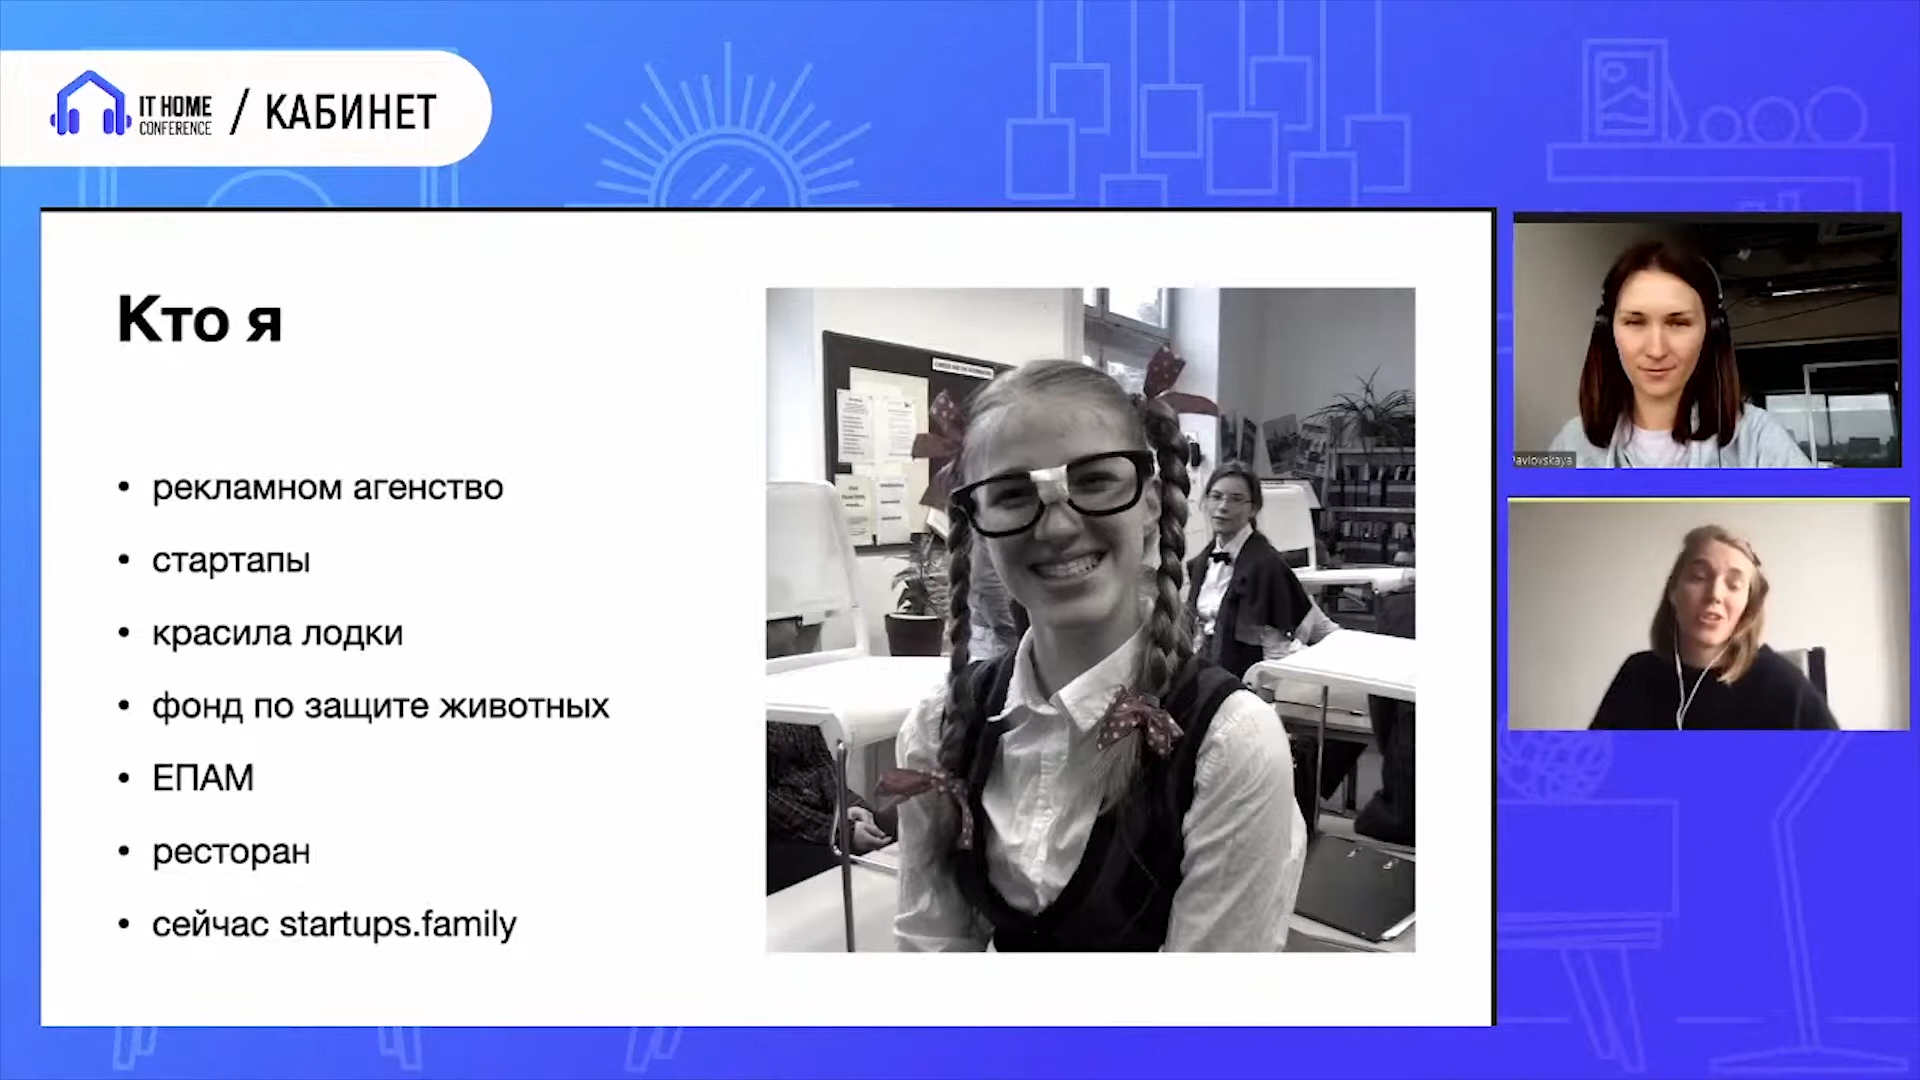 IT HOME
CONFERENCE
/ КАБИНЕТ
Кто я
• рекламном агенство
• стартапы
• красила лодки
• фонд по защите животных
• ЕПАМ
• ресторан
• сейчас startups.family
Pavlovskaya